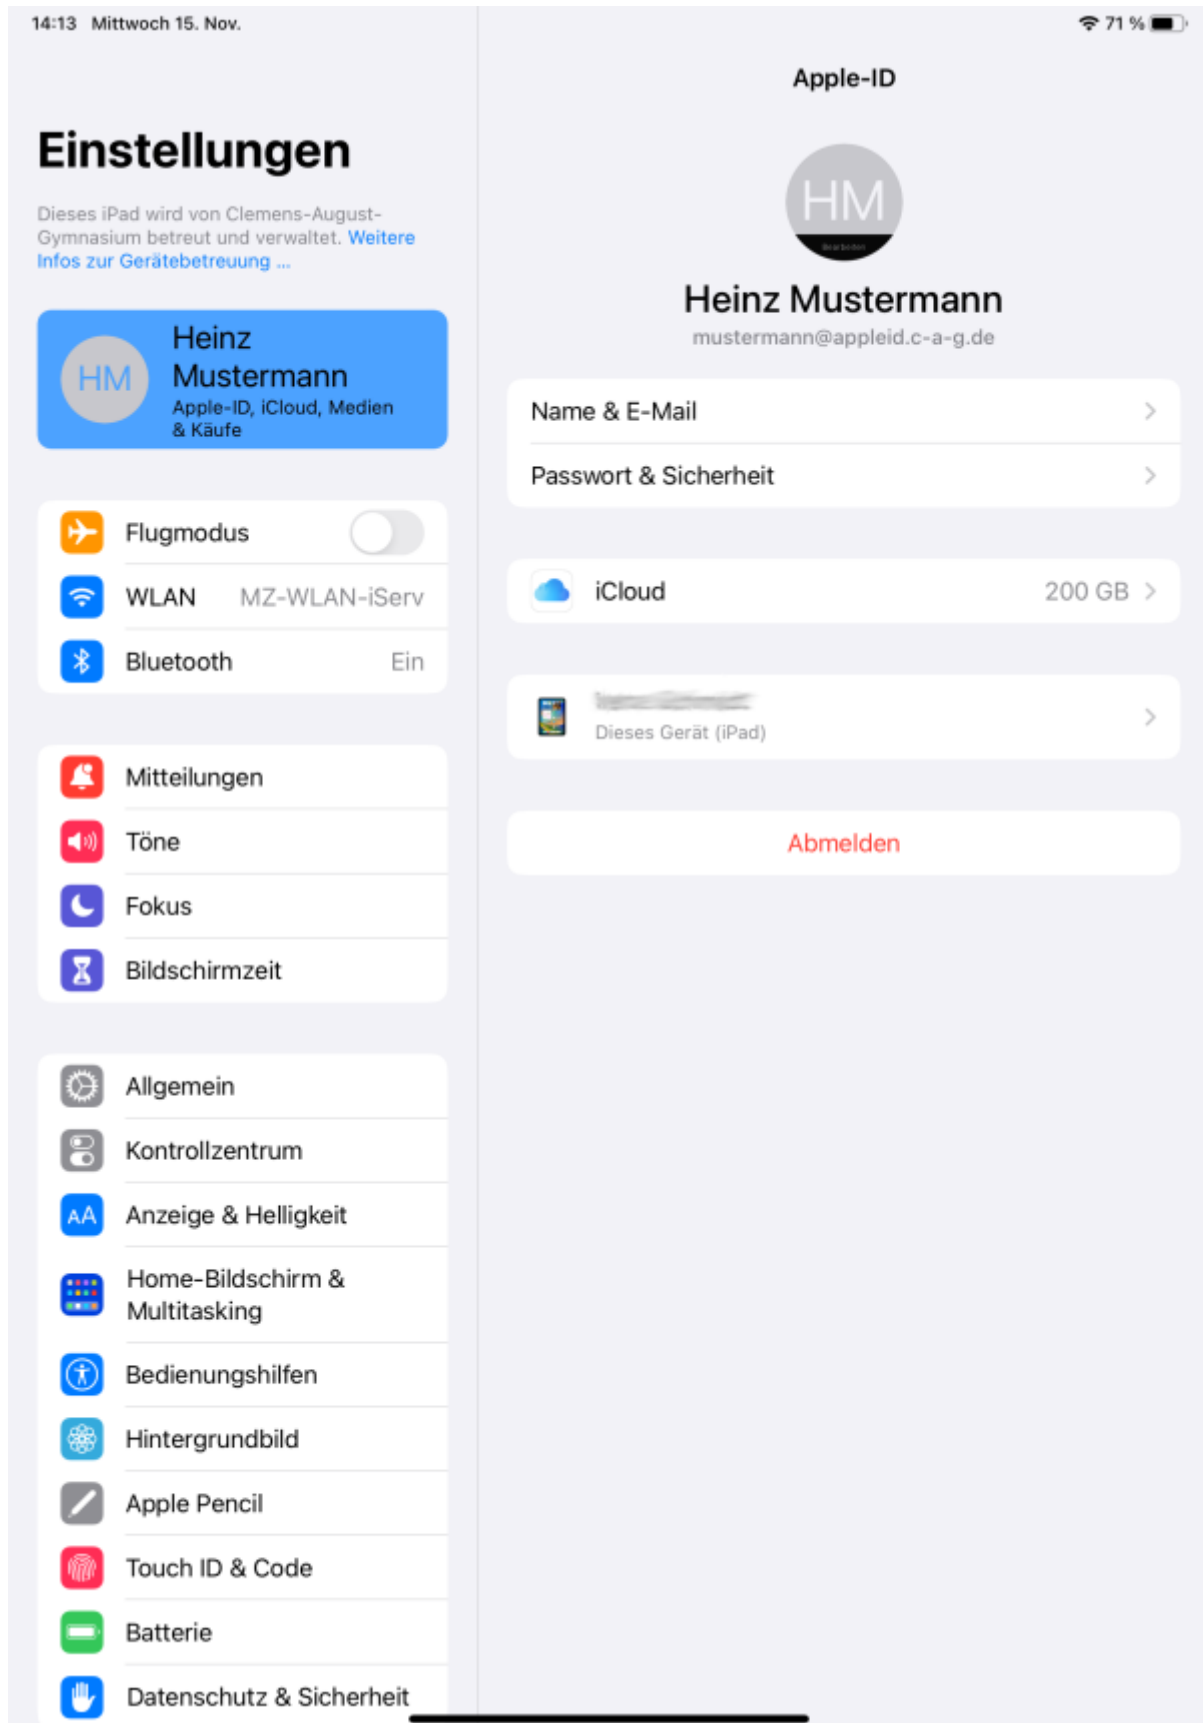 14:13 Mittwoch 15. Nov.
71 %
Einstellungen
Dieses iPad wird von Clemens-August-
Gymnasium betreut und verwaltet. Weitere
Infos zur Gerätebetreuung ...
HM
Heinz
Mustermann
Apple-ID, iCloud, Medien
& Käufe
Flugmodus
WLAN MZ-WLAN-iServ
Bluetooth Ein
Mitteilungen
Töne
Fokus
Bildschirmzeit
Allgemein
Kontrollzentrum
AA Anzeige & Helligkeit
Home-Bildschirm &
Multitasking
Bedienungshilfen
Hintergrundbild
Apple Pencil
Touch ID & Code
Batterie
Datenschutz & Sicherheit
Apple-ID
HM
Bearbeiten
Heinz Mustermann
mustermann@appleid.c-a-g.de
Name & E-Mail
Passwort & Sicherheit
iCloud 200 GB
Dieses Gerät (iPad)
Abmelden